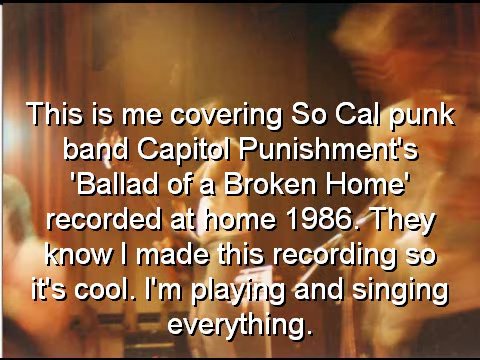 This is me covering So Cal punk
band Capitol Punishment's
'Ballad of a Broken Home'
recorded at home 1986. They
know I made this recording so
it's cool. I'm playing and singing
everything.